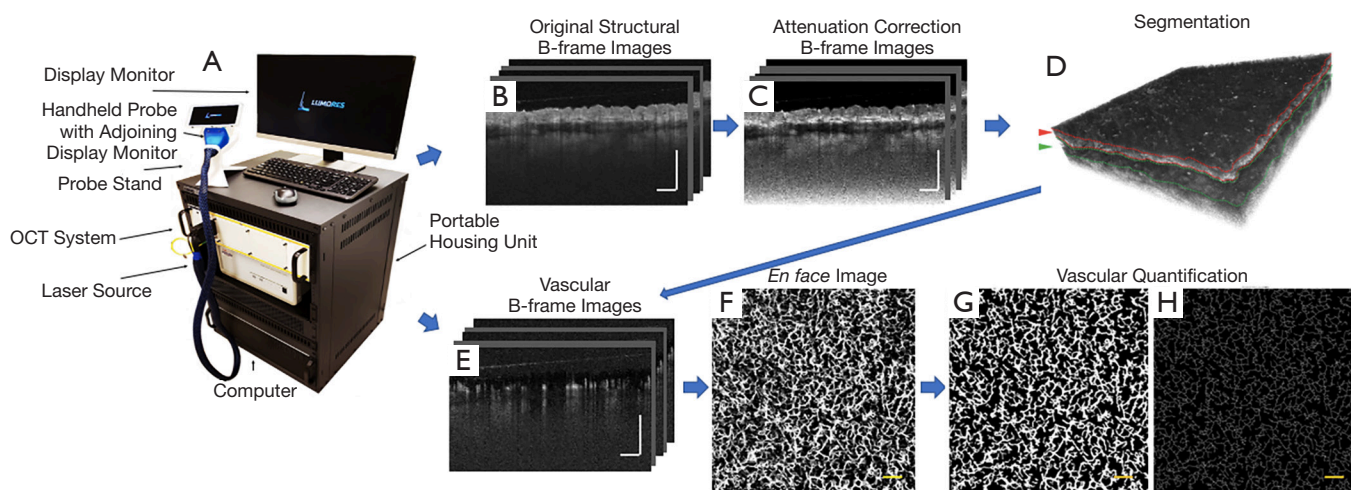 A
Display Monitor
Handheld Probe
with Adjoining
Display Monitor
Probe Stand
OCT System
Laser Source
Computer
Portable
Housing Unit
LUMORES
Original Structural
B-frame Images
B
Attenuation Correction
B-frame Images
C
Segmentation
D
Vascular
B-frame Images
E
En face Image
F
Vascular Quantification
G
H